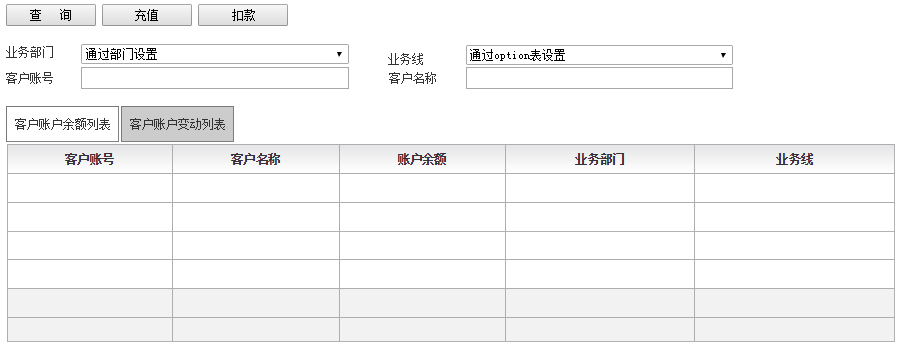 查 询 充值 扣款
业务部门 通过部门设置 业务线 通过option表设置
客户账号 客户名称
客户账户余额列表 客户账户变动列表
客户账号 客户名称 账户余额 业务部门 业务线